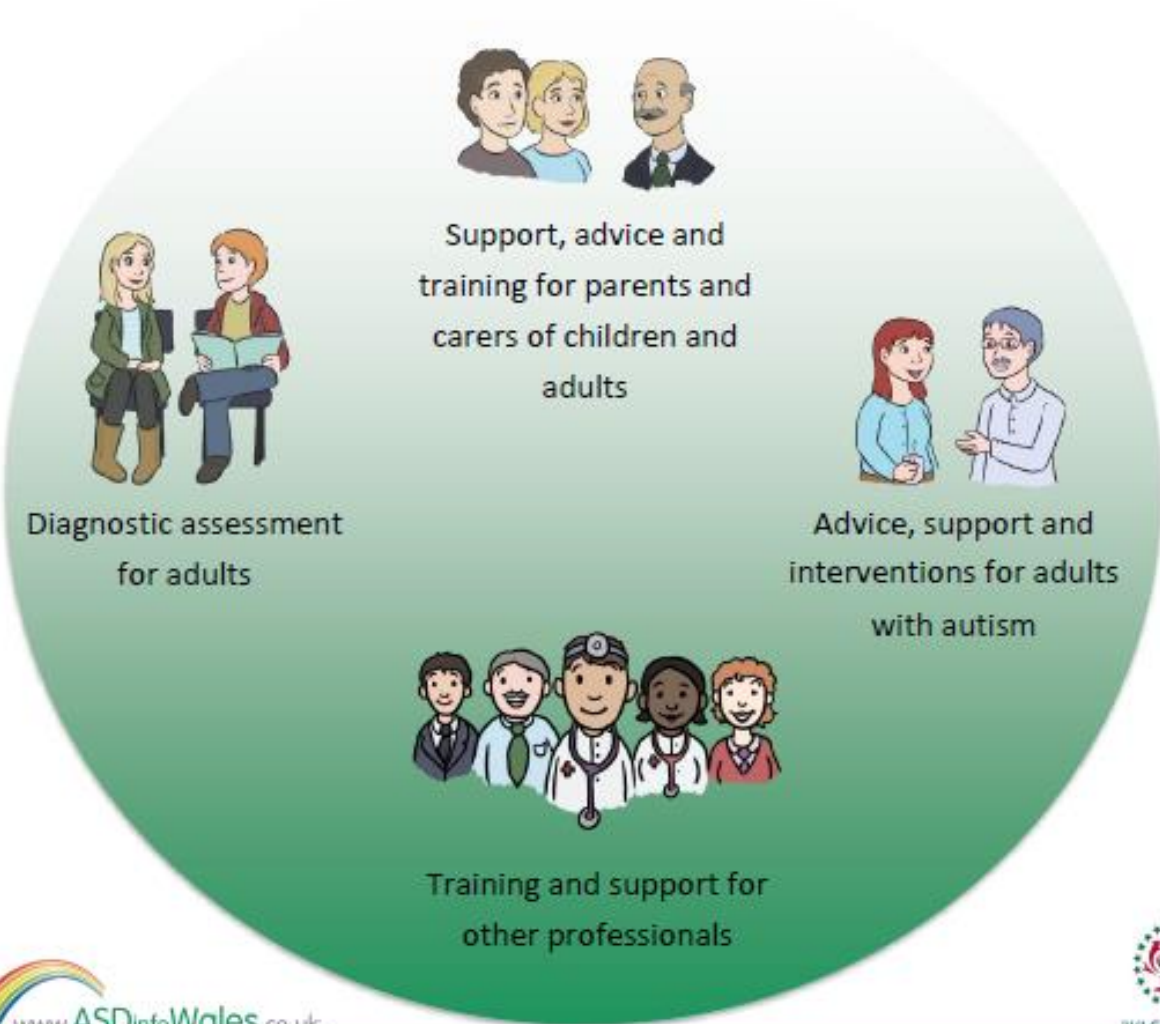 Support, advice and
training for parents and
carers of children and
adults
Diagnostic assessment
for adults
Advice, support and
interventions for adults
with autism
Training and support for
other professionals
www.ASDinfoWales.co.uk